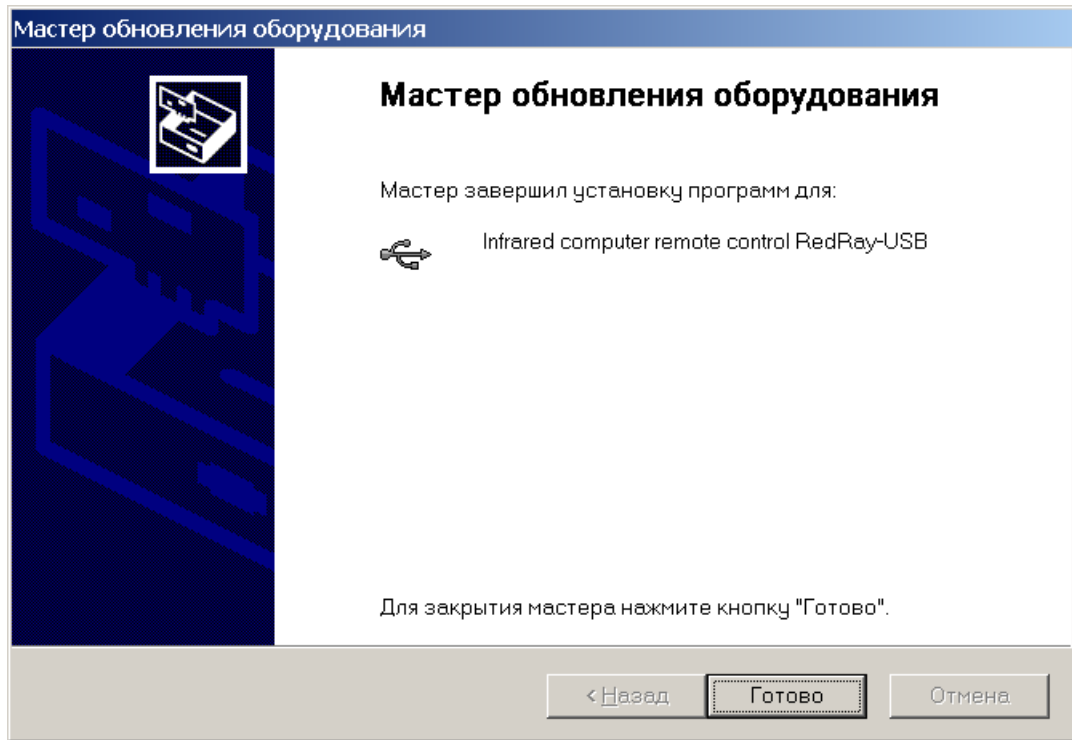 Мастер обновления оборудования
Мастер обновления оборудования
Мастер завершил установку программ для:
Infrared computer remote control RedRay-USB
Для закрытия мастера нажмите кнопку "Готово".
< Назад
Готово
Отмена